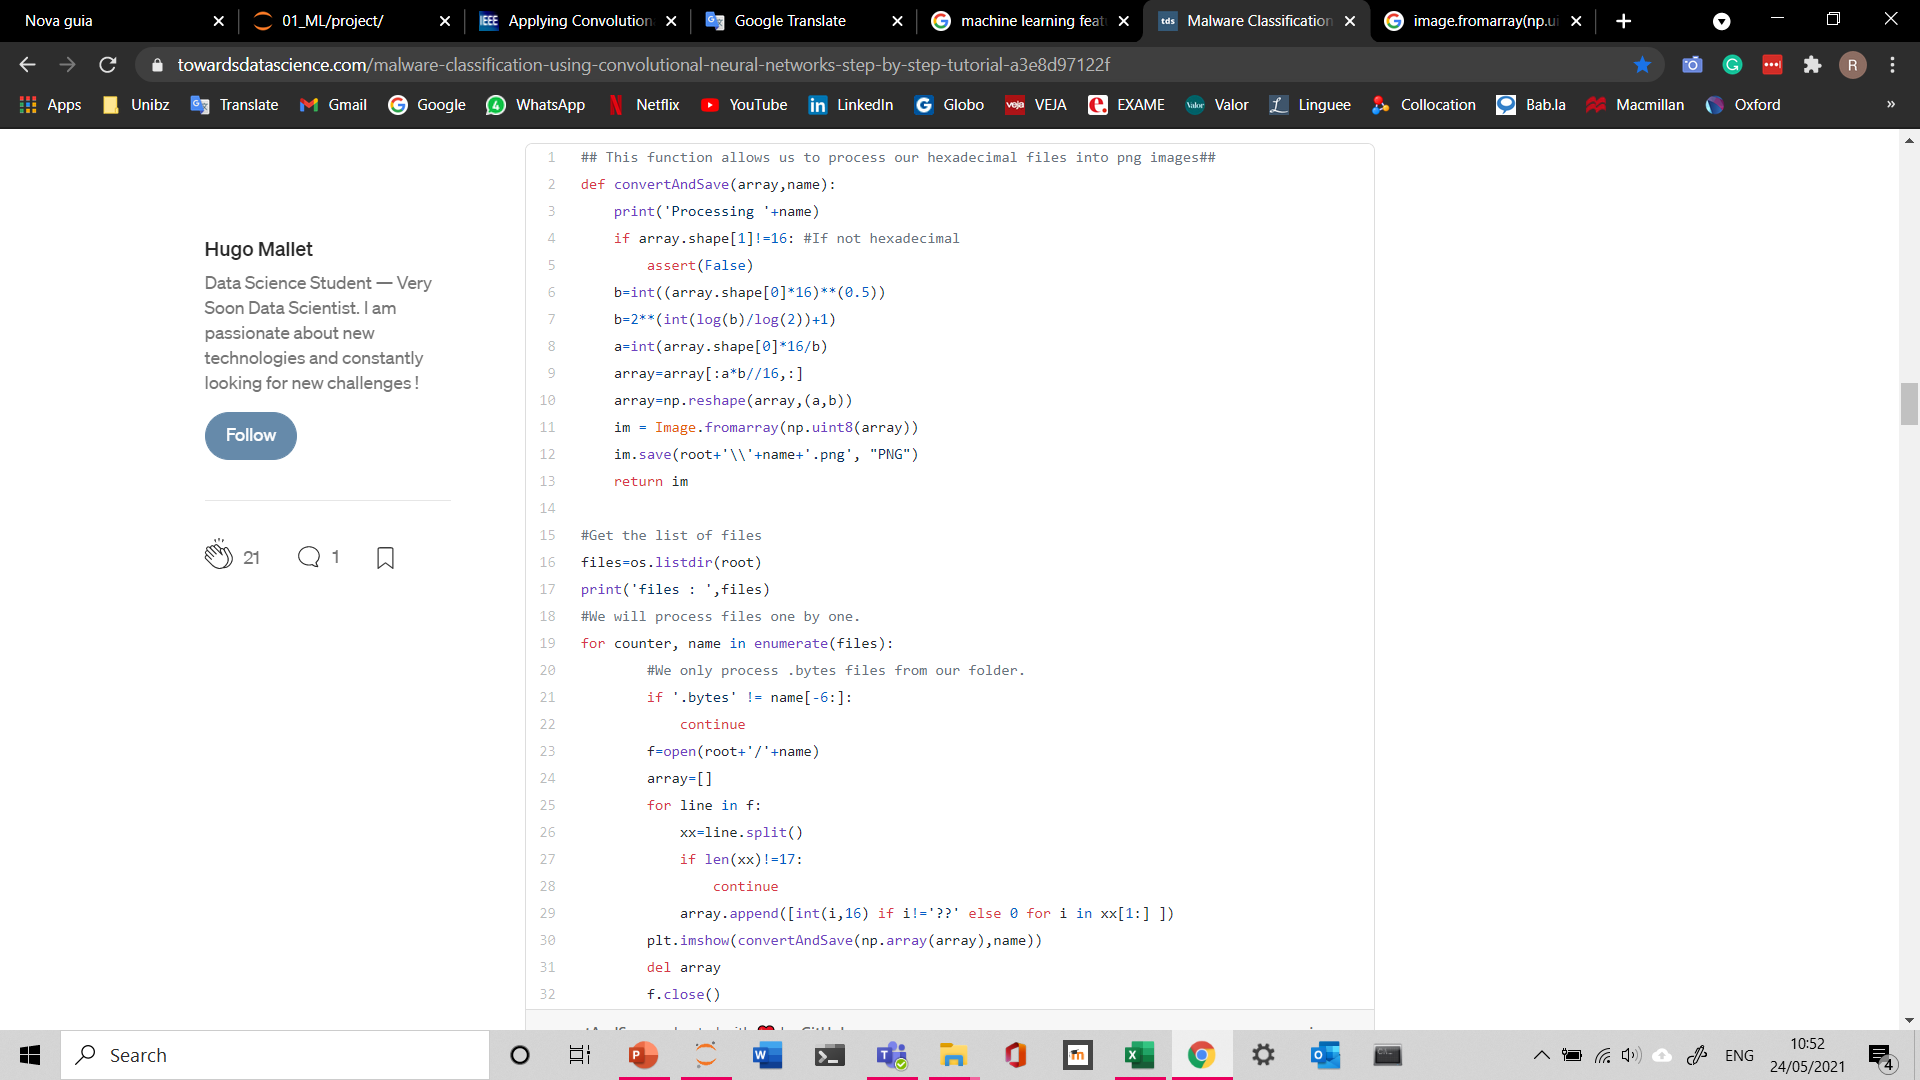 Nova guia
01_ML/project/
Applying Convolution
Google Translate
machine learning feat
Malware Classification
image.fromarray(np.ui
towardsdatascience.com/malware-classification-using-convolutional-neural-networks-step-by-step-tutorial-a3e8d97122f
R
Apps
Unibz
Translate
Gmail
Google
WhatsApp
Netflix
YouTube
LinkedIn
Globo
VEJA
EXAME
Valor
Linguee
Collocation
Bab.la
Macmillan
Oxford
»
Hugo Mallet
Data Science Student — Very
Soon Data Scientist. I am
passionate about new
technologies and constantly
looking for new challenges !
Follow
21
1
1 ## This function allows us to process our hexadecimal files into png images##
2 def convertAndSave(array,name):
3     print('Processing '+name)
4     if array.shape[1]!=16: #If not hexadecimal
5         assert(False)
6     b=int((array.shape[0]*16)**(0.5))
7     b=2**(int(log(b)/log(2))+1)
8     a=int(array.shape[0]*16/b)
9     array=array[:a*b//16,:]
10     array=np.reshape(array,(a,b))
11     im = Image.fromarray(np.uint8(array))
12     im.save(root+'\\'+name+'.png', "PNG")
13     return im
14
15 #Get the list of files
16 files=os.listdir(root)
17 print('files : ',files)
18 #We will process files one by one.
19 for counter, name in enumerate(files):
20         #We only process .bytes files from our folder.
21         if '.bytes' != name[-6:]:
22             continue
23         f=open(root+'/'+name)
24         array=[]
25         for line in f:
26             xx=line.split()
27             if len(xx)!=17:
28                 continue
29             array.append([int(i,16) if i!='??' else 0 for i in xx[1:] ])
30         plt.imshow(convertAndSave(np.array(array),name))
31         del array
32         f.close()
Search
ENG
10:52
24/05/2021
4